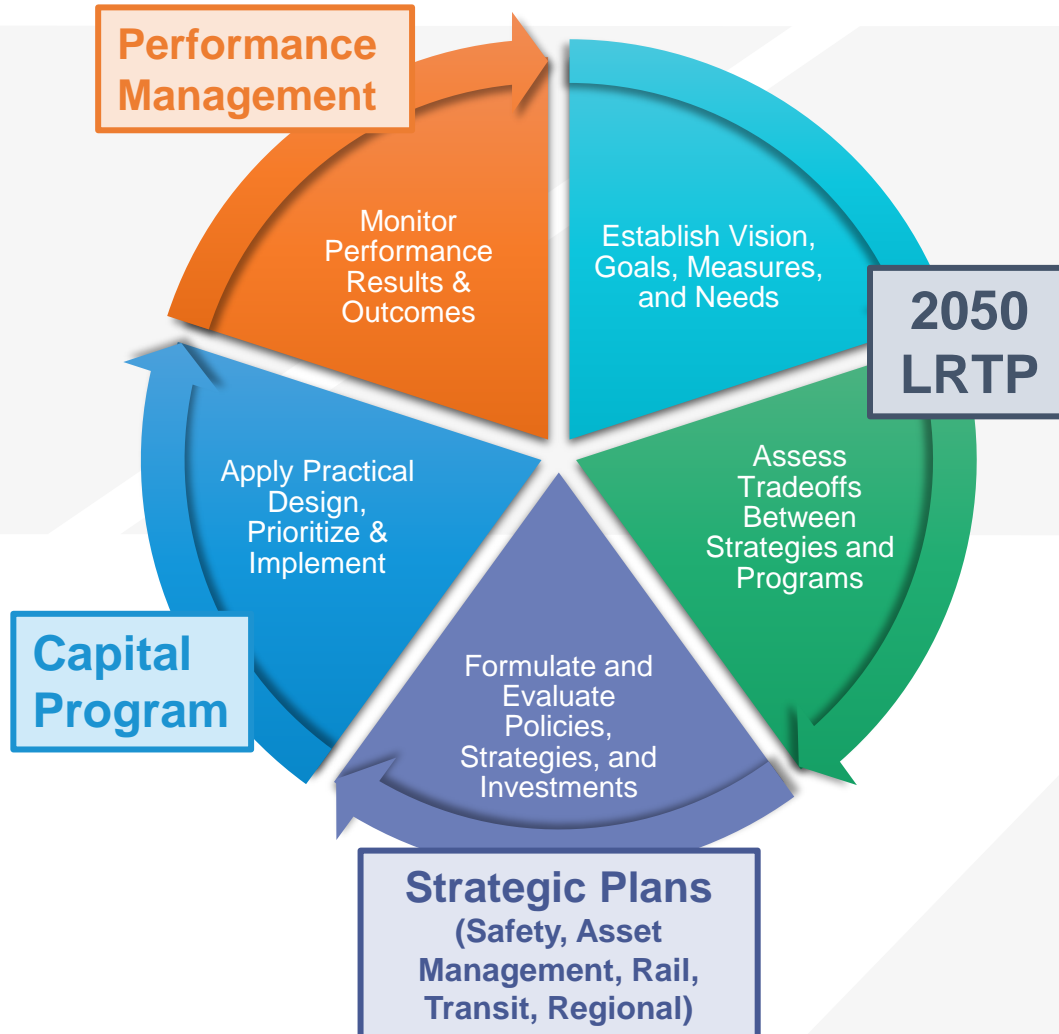 Performance
Management
Monitor
Performance
Results &
Outcomes
Establish Vision,
Goals, Measures,
and Needs
2050
LRTP
Assess
Tradeoffs
Between
Strategies and
Programs
Formulate and
Evaluate
Policies,
Strategies, and
Investments
Strategic Plans
(Safety, Asset
Management, Rail,
Transit, Regional)
Apply Practical
Design,
Prioritize &
Implement
Capital
Program